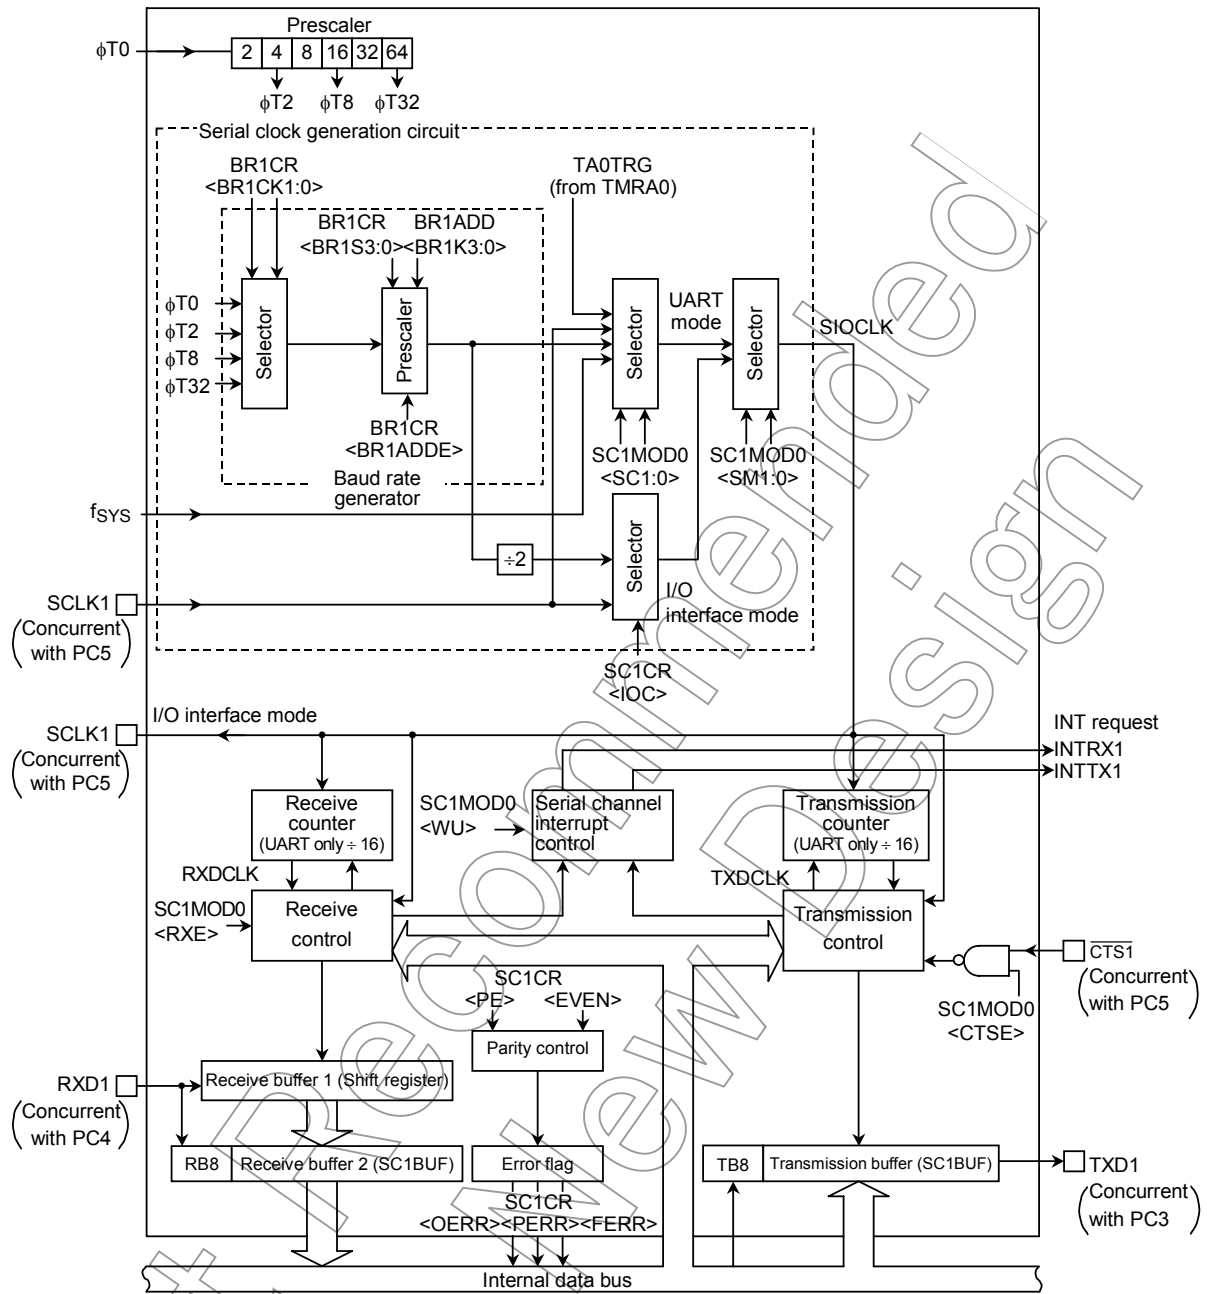 Prescaler
ϕT0
2 4 8 16 32 64
ϕT2 ϕT8 ϕT32
Serial clock generation circuit
BR1CR
<BR1CK1:0>
TA0TRG
(from TMRA0)
BR1CR
<BR1S3:0>
BR1ADD
<BR1K3:0>
ϕT0
ϕT2
ϕT8
ϕT32
Selector
Prescaler
BR1CR
<BR1ADDE>
Baud rate
generator
Selector
UART
mode
Selector
SIOCLK
SC1MOD0
<SC1:0>
SC1MOD0
<SM1:0>
fSYS
÷2
Selector
I/O
interface mode
SCLK1
(Concurrent
with PC5)
SC1CR
<IOC>
I/O interface mode
SCLK1
(Concurrent
with PC5)
INT request
INTRX1
INTTX1
Receive
counter
(UART only ÷ 16)
SC1MOD0
<WU>
Serial channel
interrupt
control
Transmission
counter
(UART only ÷ 16)
RXDCLK
TXDCLK
SC1MOD0
<RXE>
Receive
control
Transmission
control
CTS1
(Concurrent
with PC5)
SC1MOD0
<CTSE>
SC1CR
<PE> <EVEN>
Parity control
RXD1
(Concurrent
with PC4)
Receive buffer 1 (Shift register)
RB8 Receive buffer 2 (SC1BUF)
Error flag
TB8 Transmission buffer (SC1BUF)
TXD1
(Concurrent
with PC3)
SC1CR
<OERR><PERR><FERR>
Internal data bus
Recommended
New Design